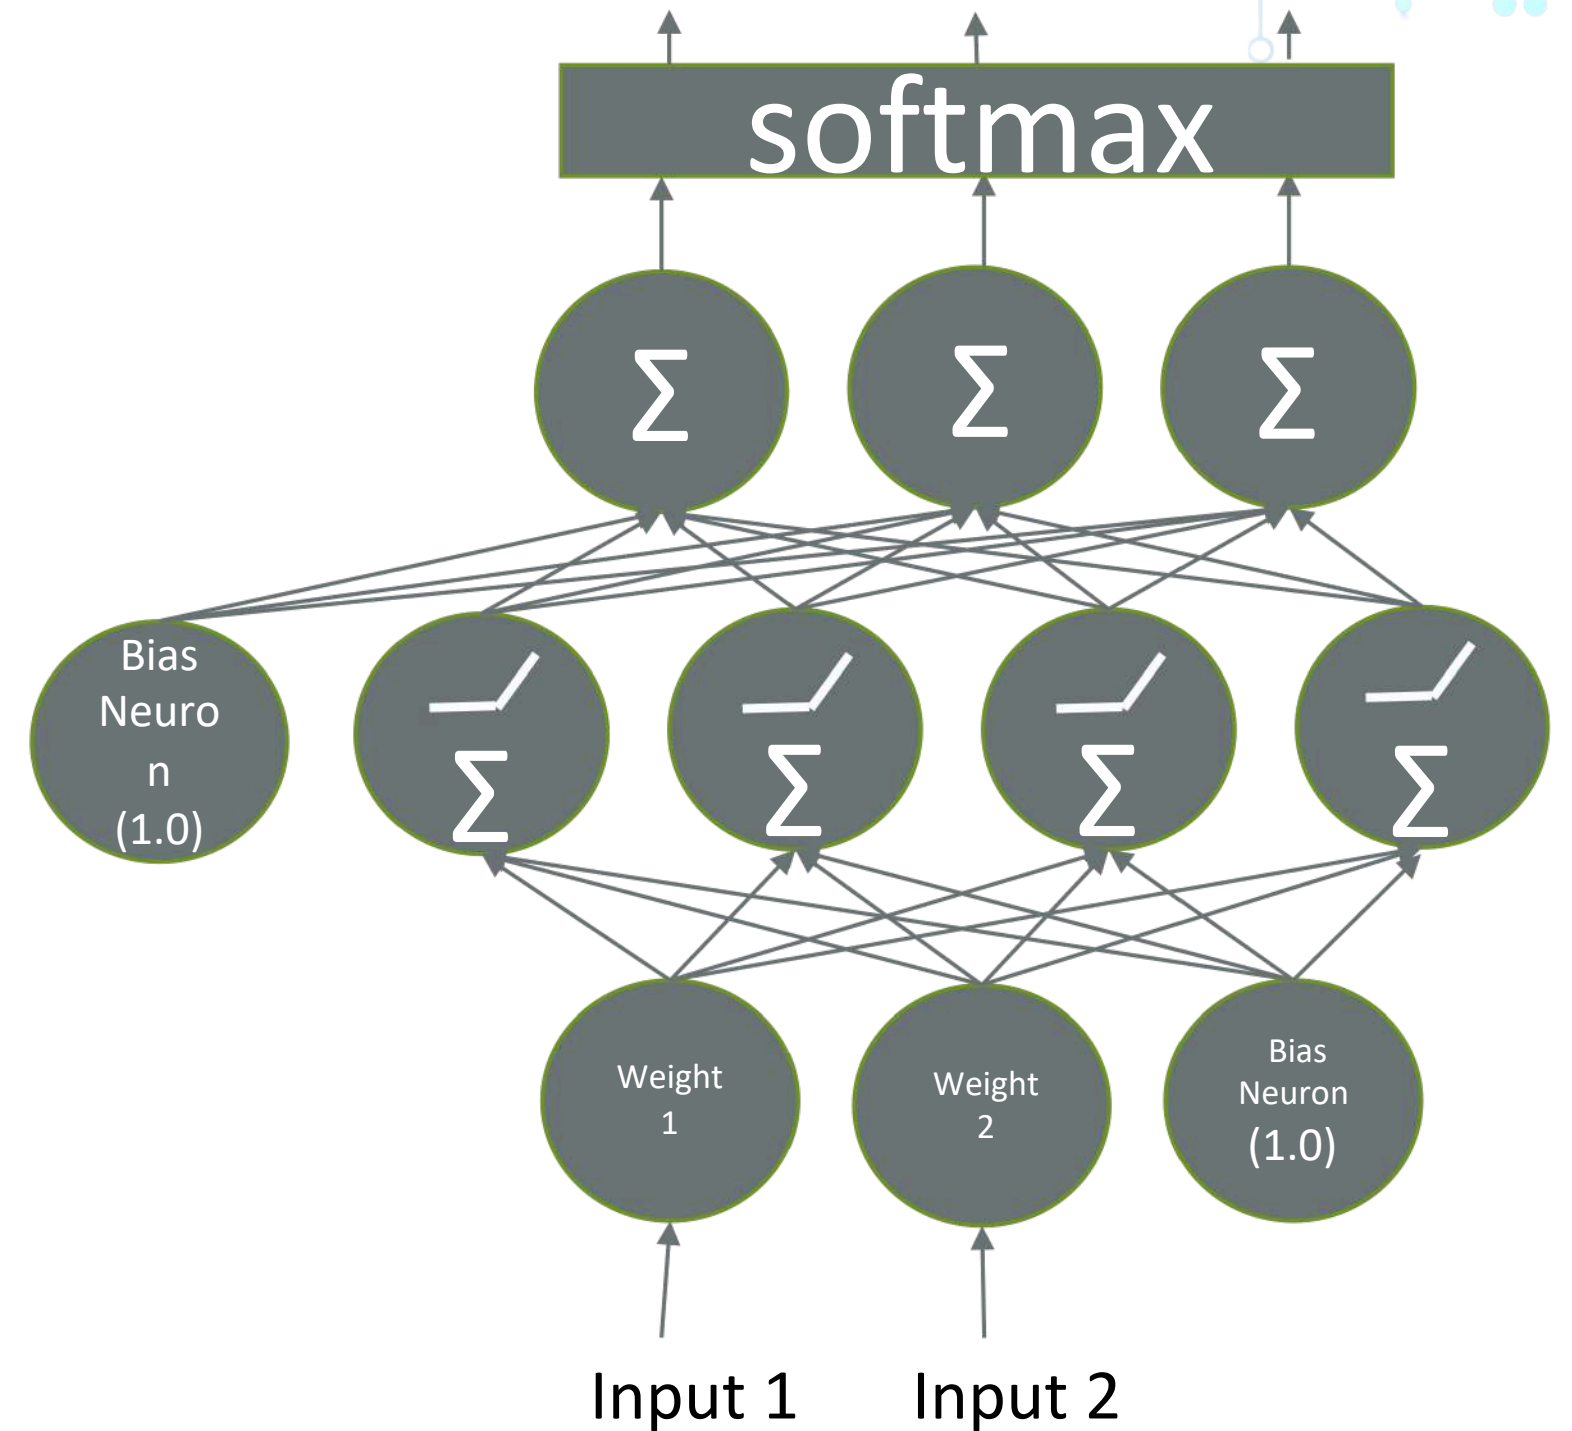 softmax
Σ Σ Σ
Bias
Neuro
n
(1.0)
Σ Σ Σ Σ
Weight
1
Weight
2
Bias
Neuron
(1.0)
Input 1 Input 2